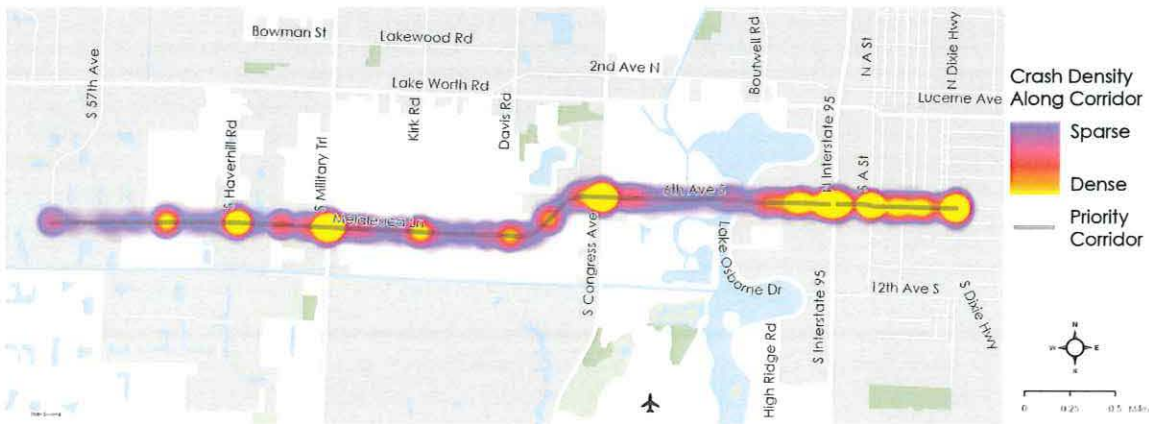 Bowman St
Lakewood Rd
S 57th Ave
Lake Worth Rd
2nd Ave N
Boutwell Rd
N A St
N Dixie Hwy
Lucerne Ave
S Haverhill Rd
S Military Trl
Kirk Rd
Davis Rd
N Interstate 95
S A St
6th Ave S
S Congress Ave
Lake Osborne Dr
12th Ave S
S Dixie Hwy
S Interstate 95
High Ridge Rd
Crash Density
Along Corridor
Sparse
Dense
Priority
Corridor
N
W
E
S
0 0.25 0.5 Miles